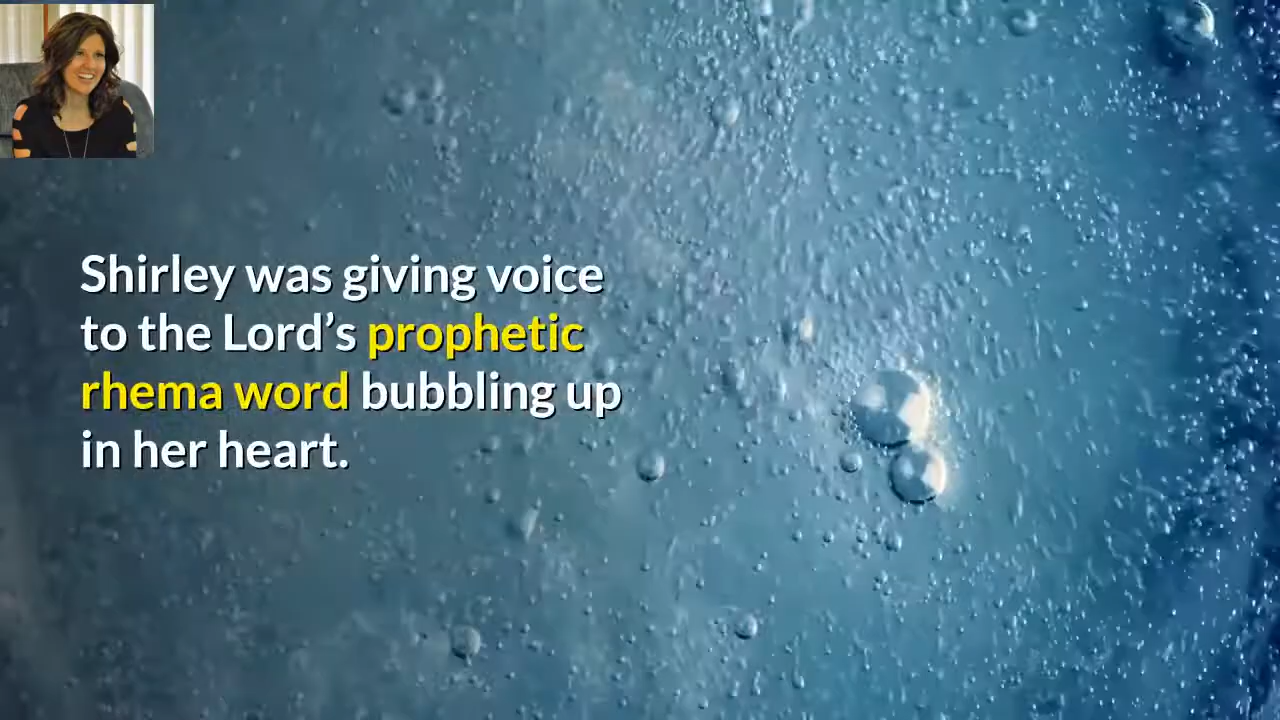 Shirley was giving voice
to the Lord’s prophetic
rhema word bubbling up
in her heart.